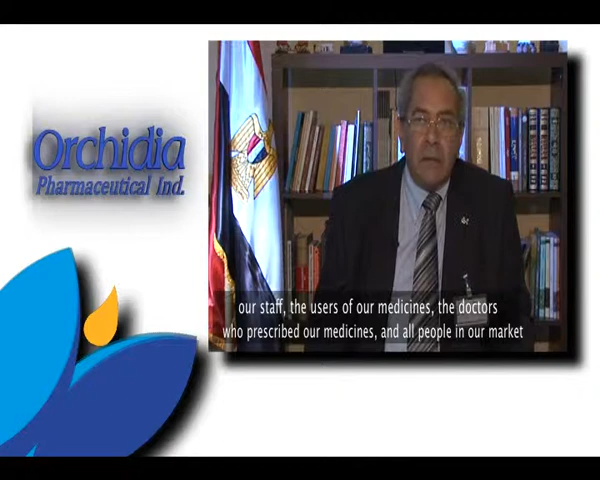 Orchidia
Pharmaceutical Ind.
our staff, the users of our medicines, the doctors
who prescribed our medicines, and all people in our market